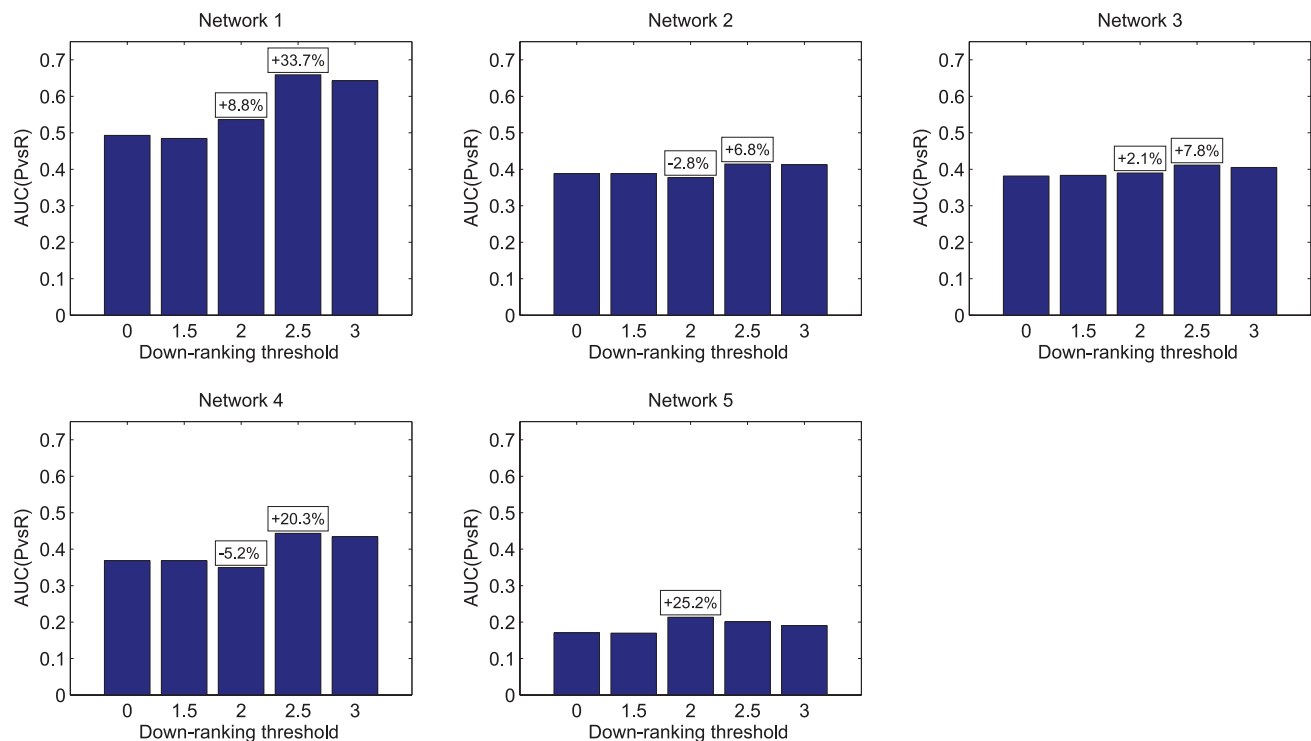 Network 1
0.7
0.6
0.5
0.4
0.3
0.2
0.1
0
AUC(PvsR)
+8.8%
+33.7%
0 1.5 2 2.5 3
Down-ranking threshold
Network 2
0.7
0.6
0.5
0.4
0.3
0.2
0.1
0
AUC(PvsR)
-2.8%
+6.8%
0 1.5 2 2.5 3
Down-ranking threshold
Network 3
0.7
0.6
0.5
0.4
0.3
0.2
0.1
0
AUC(PvsR)
+2.1%
+7.8%
0 1.5 2 2.5 3
Down-ranking threshold
Network 4
0.7
0.6
0.5
0.4
0.3
0.2
0.1
0
AUC(PvsR)
-5.2%
+20.3%
0 1.5 2 2.5 3
Down-ranking threshold
Network 5
0.7
0.6
0.5
0.4
0.3
0.2
0.1
0
AUC(PvsR)
+25.2%
0 1.5 2 2.5 3
Down-ranking threshold